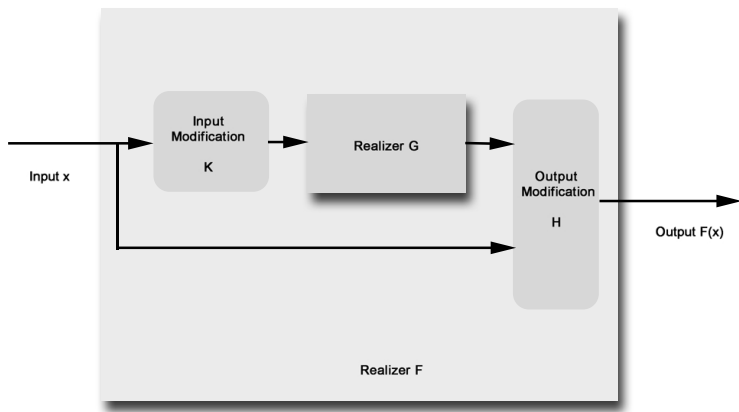 Input
Modification
K
Realizer G
Output
Modification
H
Input x
Output F(x)
Realizer F